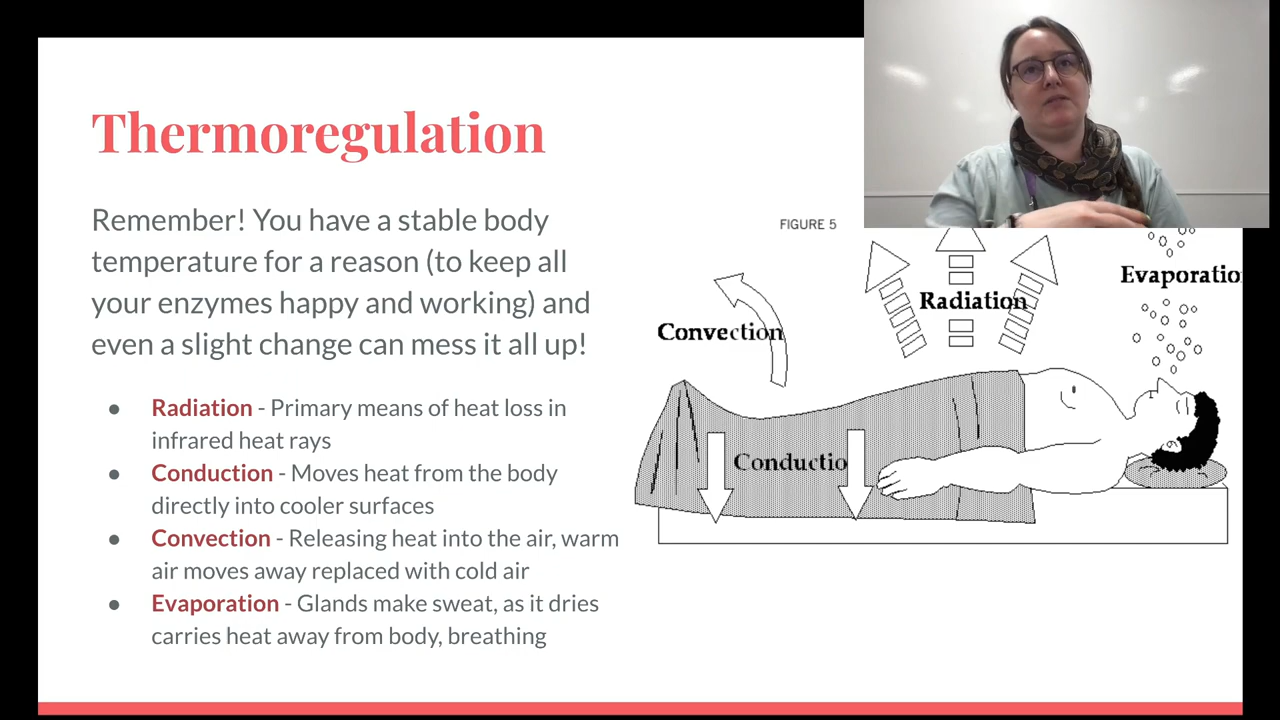 Thermoregulation
Remember! You have a stable body
temperature for a reason (to keep all
your enzymes happy and working) and
even a slight change can mess it all up!
● Radiation - Primary means of heat loss in
infrared heat rays
● Conduction - Moves heat from the body
directly into cooler surfaces
● Convection - Releasing heat into the air, warm
air moves away replaced with cold air
● Evaporation - Glands make sweat, as it dries
carries heat away from body, breathing
FIGURE 5
Convection
Radiation
Evaporatio
Conductio